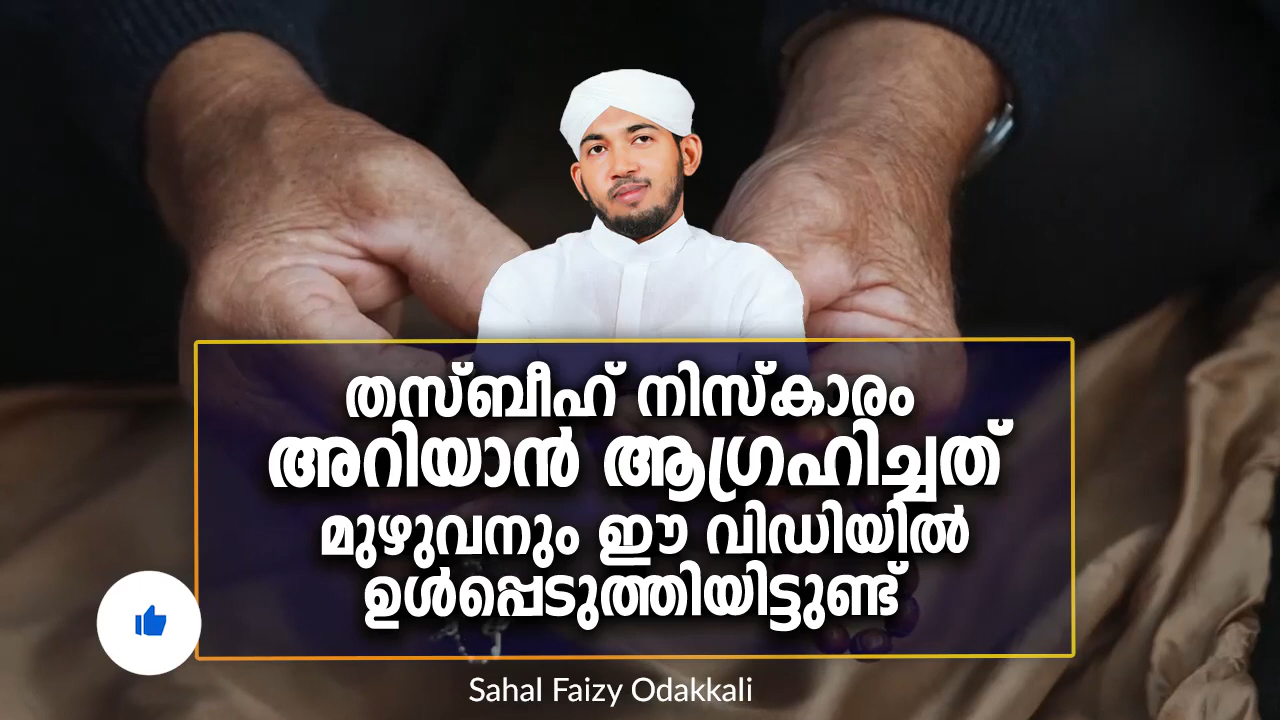 തസ്ബീഹ് നിസ്കാരം
അറിയാൻ ആഗ്രഹിച്ചത്
മുഴുവനും ഈ വിഡിയിൽ
ഉൾപ്പെടുത്തിയിട്ടുണ്ട്
Sahal Faizy Odakkali